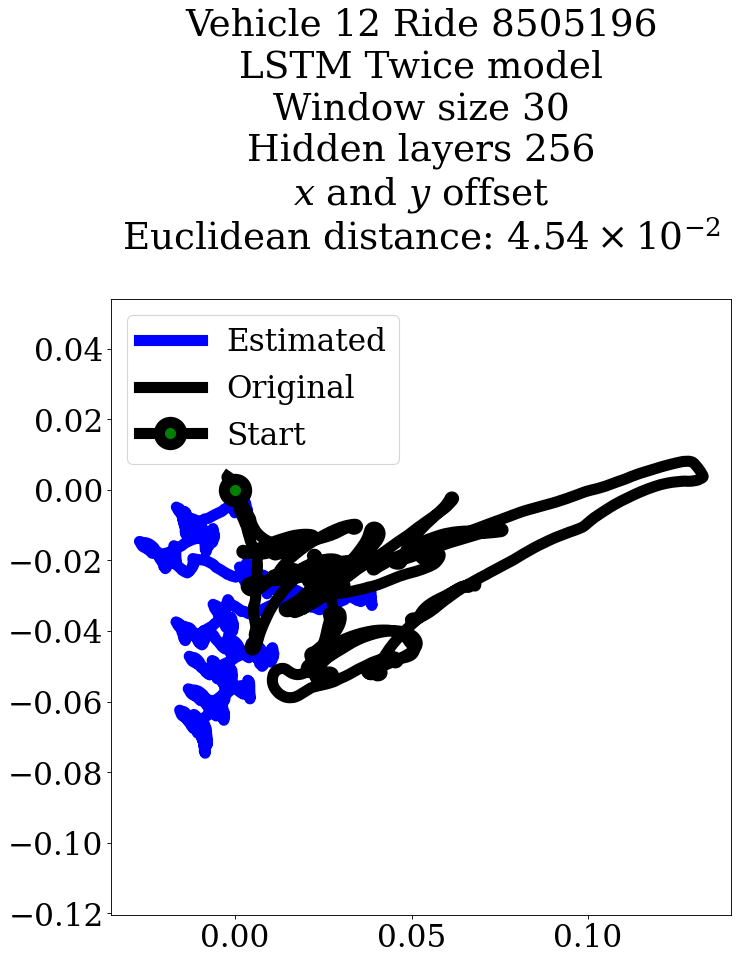 Vehicle 12 Ride 8505196
LSTM Twice model
Window size 30
Hidden layers 256
x and y offset
Euclidean distance: 4.54 × 10⁻²
Estimated
Original
Start
0.04
0.02
0.00
−0.02
−0.04
−0.06
−0.08
−0.10
−0.12
0.00 0.05 0.10